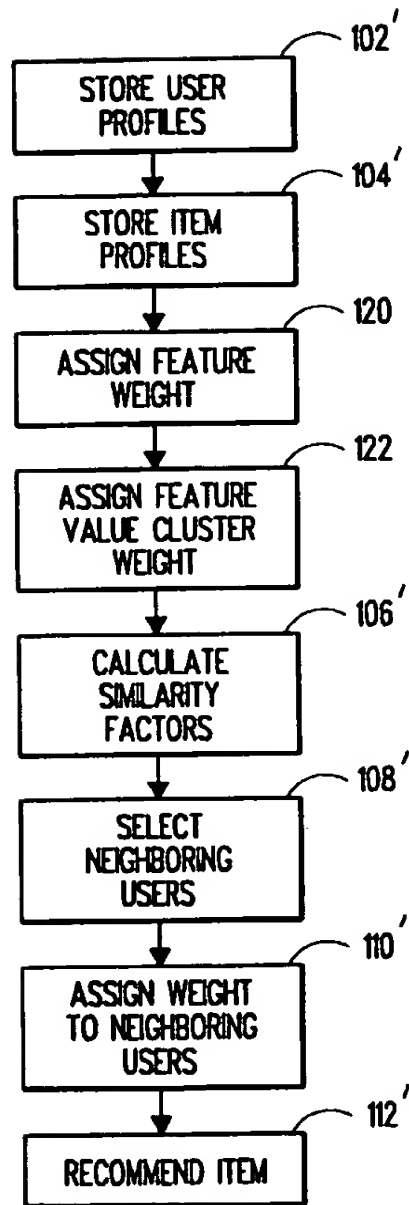 102'
STORE USER
PROFILES
104'
STORE ITEM
PROFILES
120
ASSIGN FEATURE
WEIGHT
122
ASSIGN FEATURE
VALUE CLUSTER
WEIGHT
106'
CALCULATE
SIMILARITY
FACTORS
108'
SELECT
NEIGHBORING
USERS
110'
ASSIGN WEIGHT
TO NEIGHBORING
USERS
112'
RECOMMEND ITEM